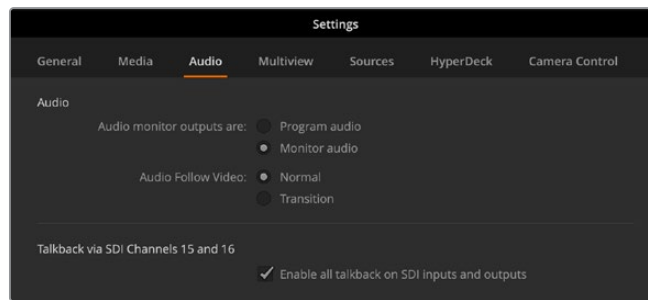 Settings
General Media Audio Multiview Sources HyperDeck Camera Control
Audio
Audio monitor outputs are: Program audio
Monitor audio
Audio Follow Video: Normal
Transition
Talkback via SDI Channels 15 and 16
Enable all talkback on SDI inputs and outputs